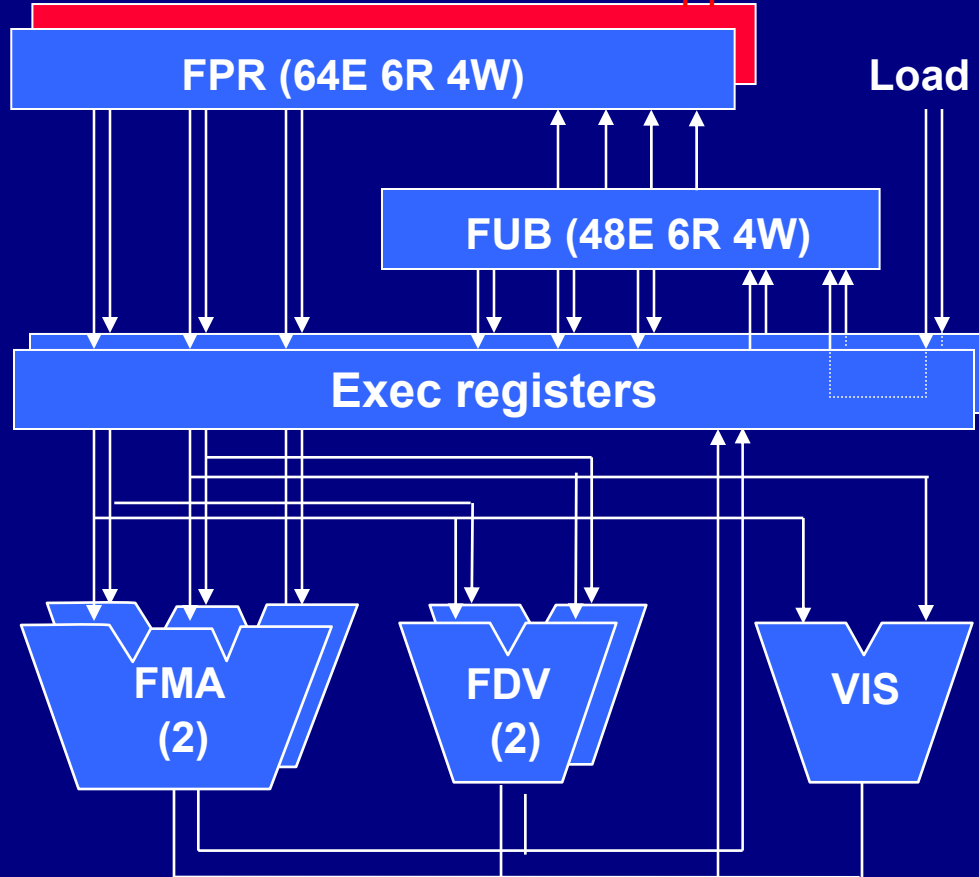 FPR (64E 6R 4W)
Load
FUB (48E 6R 4W)
Exec registers
FMA
(2)
FDV
(2)
VIS